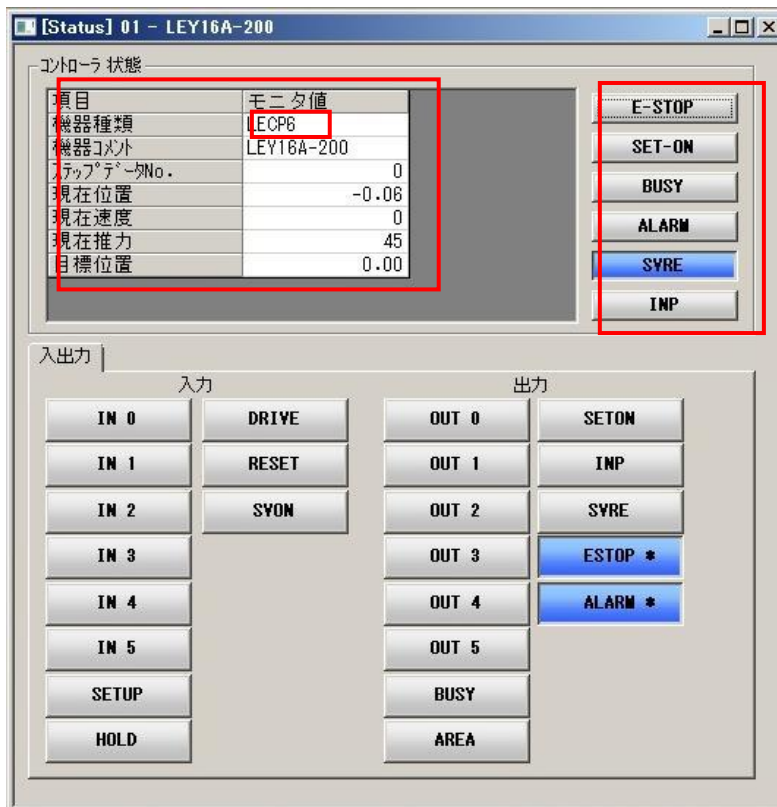 [Status] 01 - LEY16A-200
コントローラ 状態
項目 モニタ値
機器種類 LECP6
機器コメント LEY16A-200
ステップデータNo. 0
現在位置 -0.06
現在速度 0
現在推力 45
目標位置 0.00
E-STOP
SET-ON
BUSY
ALARM
SVRE
INP
入出力
入力 出力
IN 0 DRIVE OUT 0 SETON
IN 1 RESET OUT 1 INP
IN 2 SVON OUT 2 SVRE
IN 3 OUT 3 ESTOP *
IN 4 OUT 4 ALARM *
IN 5 OUT 5
SETUP BUSY
HOLD AREA